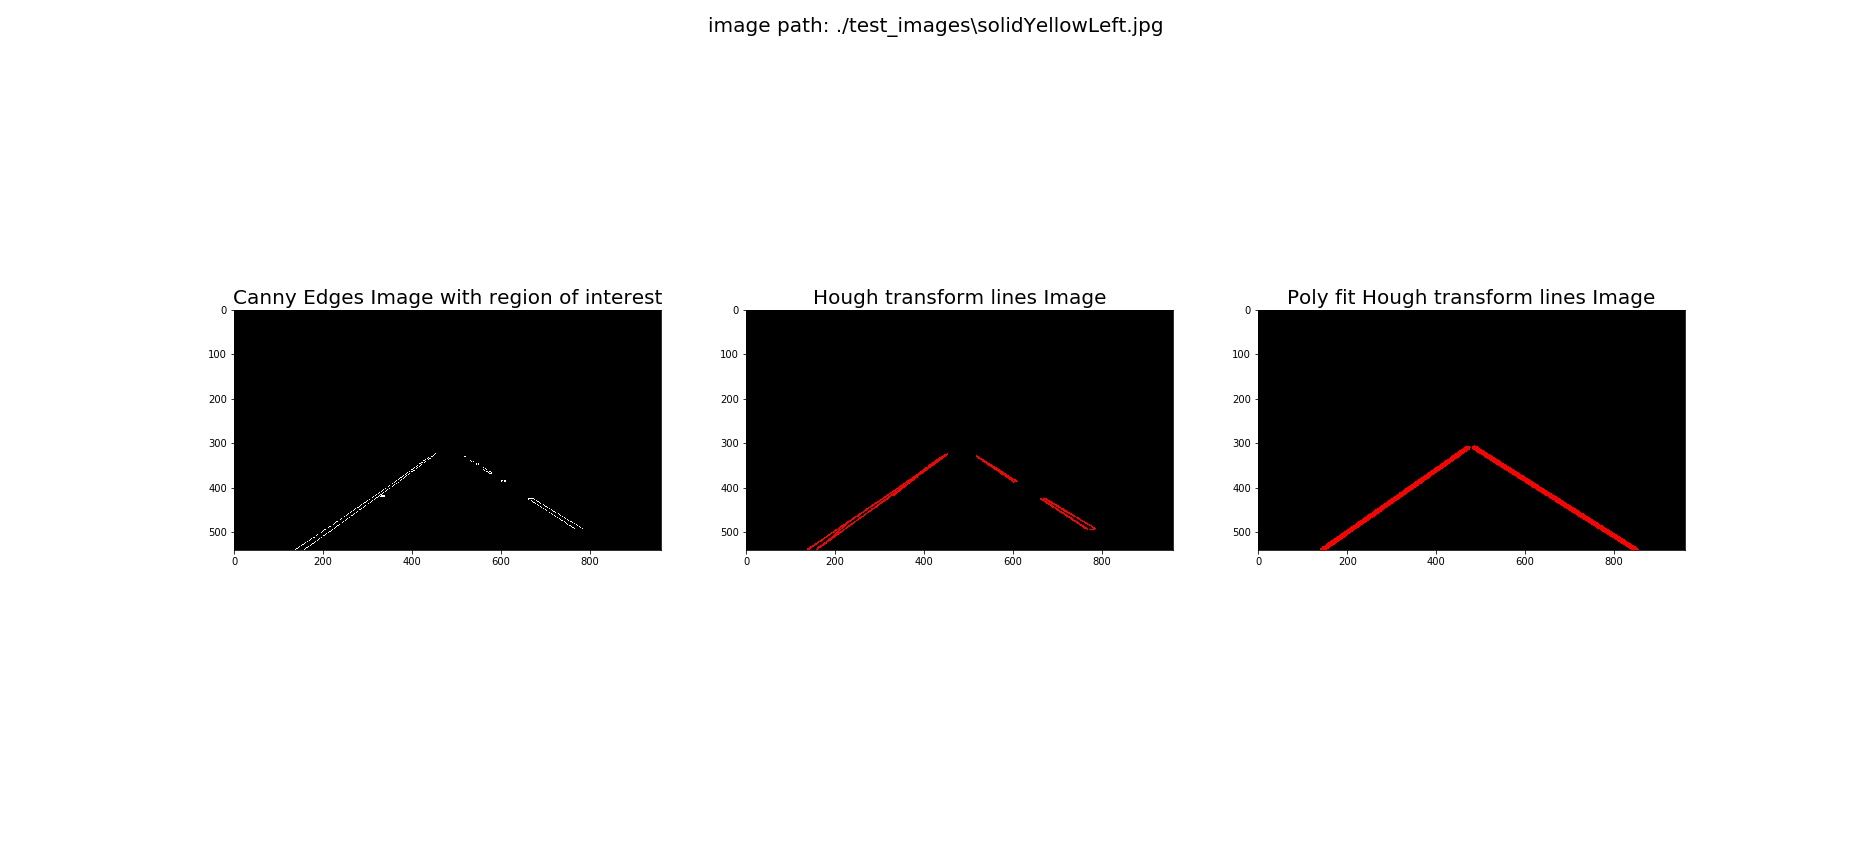 image path: ./test_images\solidYellowLeft.jpg
Canny Edges Image with region of interest
0
100
200
300
400
500
0 200 400 600 800
Hough transform lines Image
0
100
200
300
400
500
0 200 400 600 800
Poly fit Hough transform lines Image
0
100
200
300
400
500
0 200 400 600 800